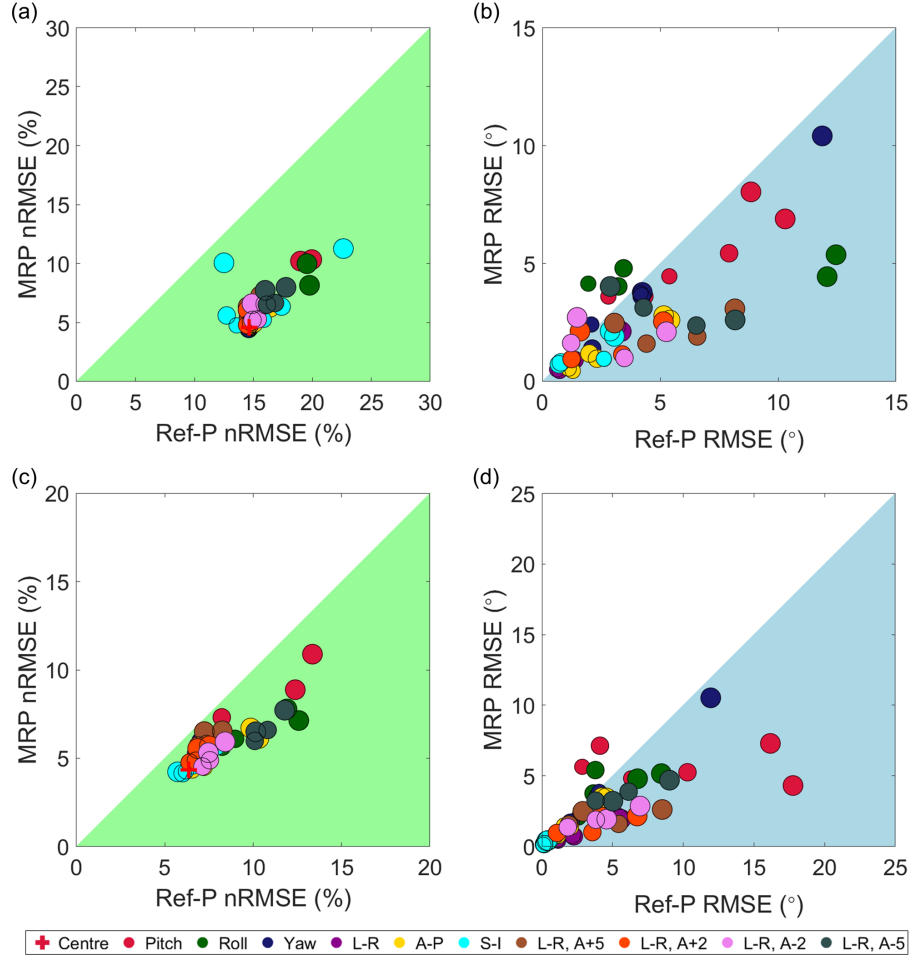 (a)
30
25
20
15
10
5
0
MRP nRMSE (%)
0 5 10 15 20 25 30
Ref-P nRMSE (%)
(b)
15
10
5
0
MRP RMSE (°)
0 5 10 15
Ref-P RMSE (°)
(c)
20
15
10
5
0
MRP nRMSE (%)
0 5 10 15 20
Ref-P nRMSE (%)
(d)
25
20
15
10
5
0
MRP RMSE (°)
0 5 10 15 20 25
Ref-P RMSE (°)
Centre Pitch Roll Yaw L-R A-P S-I L-R, A+5 L-R, A+2 L-R, A-2 L-R, A-5